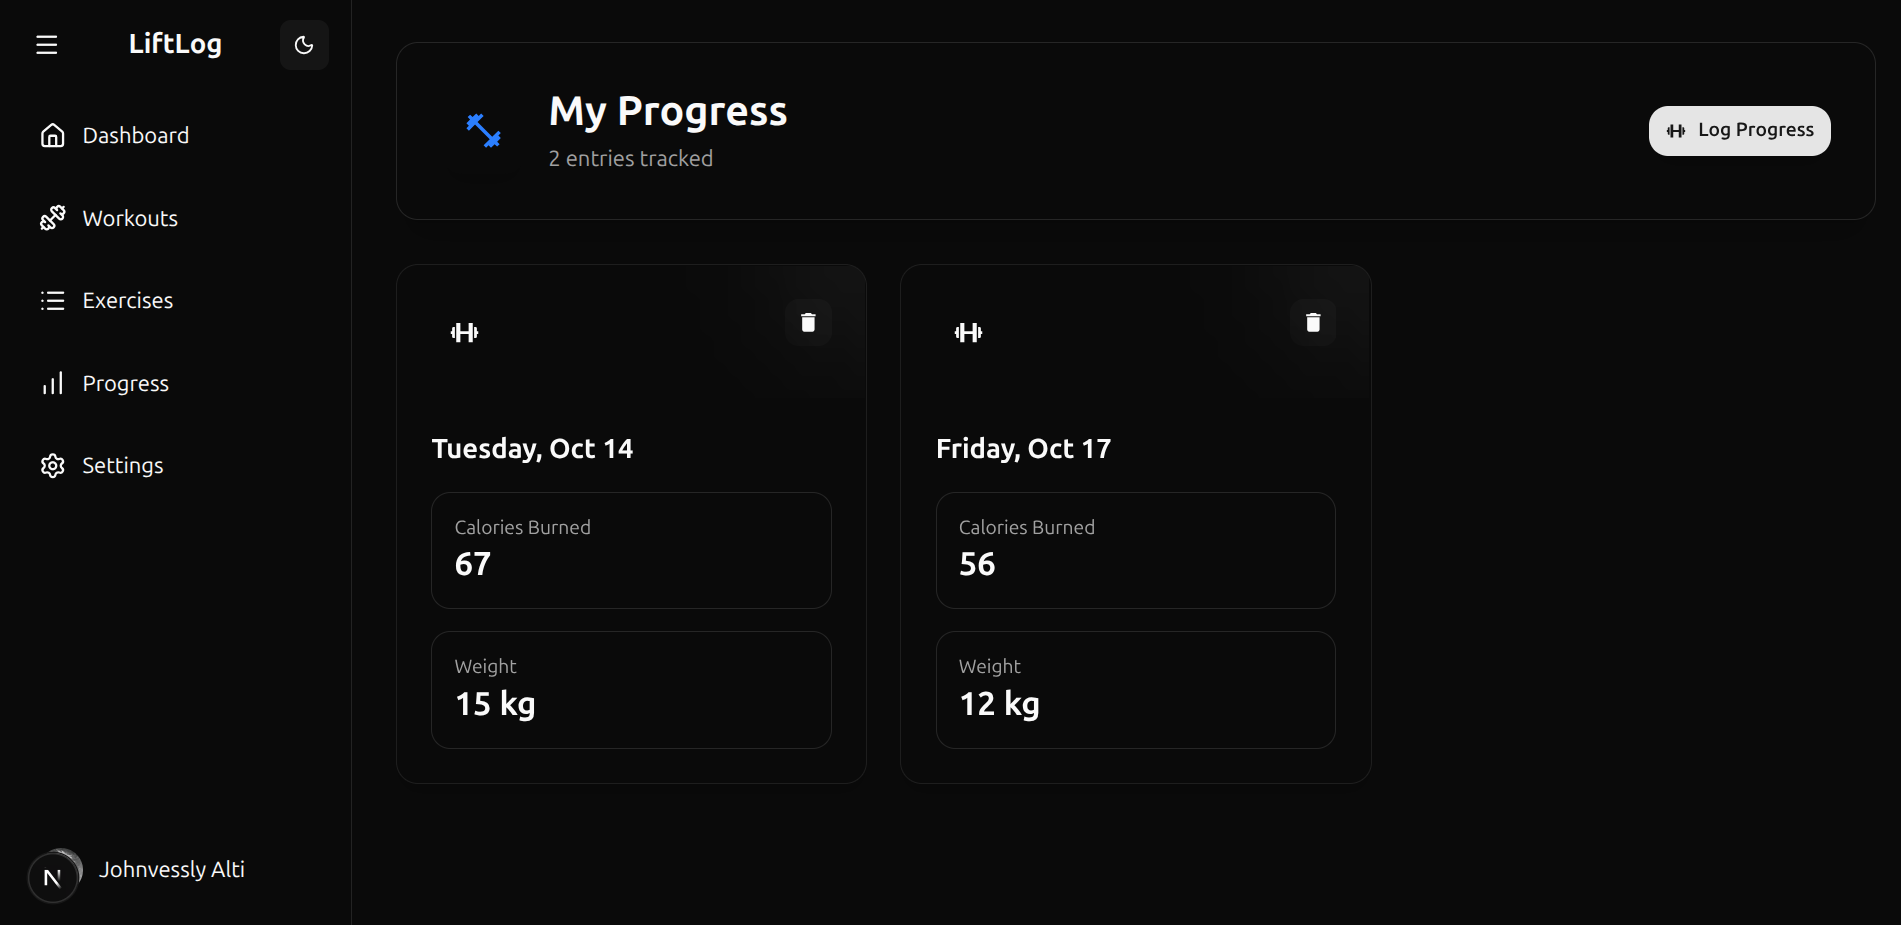 LiftLog
Dashboard
Workouts
Exercises
Progress
Settings
N
Johnvessly Alti
My Progress
2 entries tracked
Log Progress
Tuesday, Oct 14
Calories Burned
67
Weight
15 kg
Friday, Oct 17
Calories Burned
56
Weight
12 kg